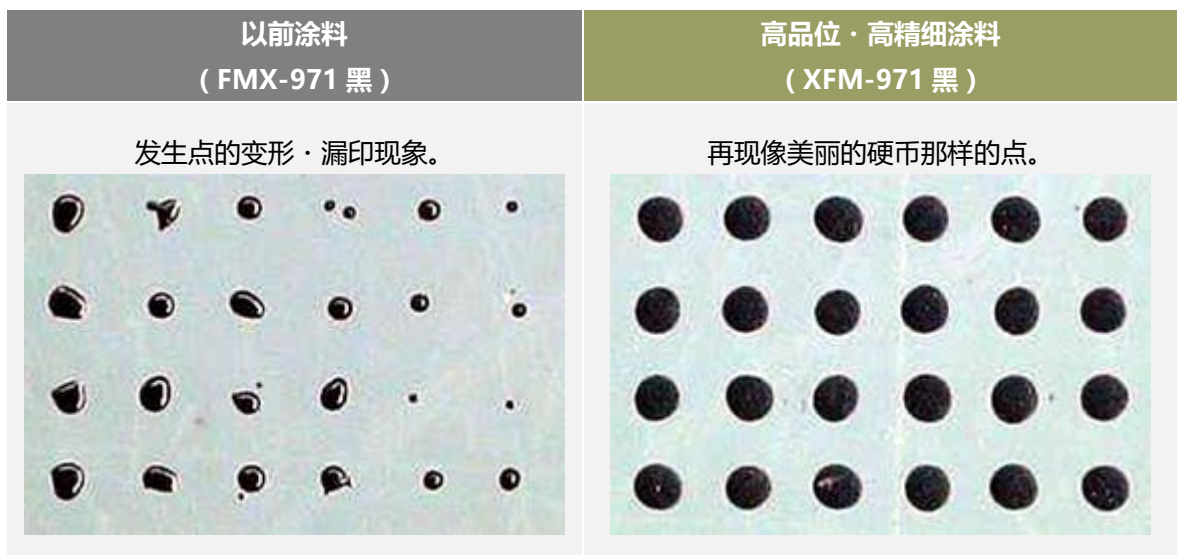 以前涂料
（FMX-971 黑）
高品位・高精细涂料
（XFM-971 黑）
发生点的变形・漏印现象。
再现像美丽的硬币那样的点。